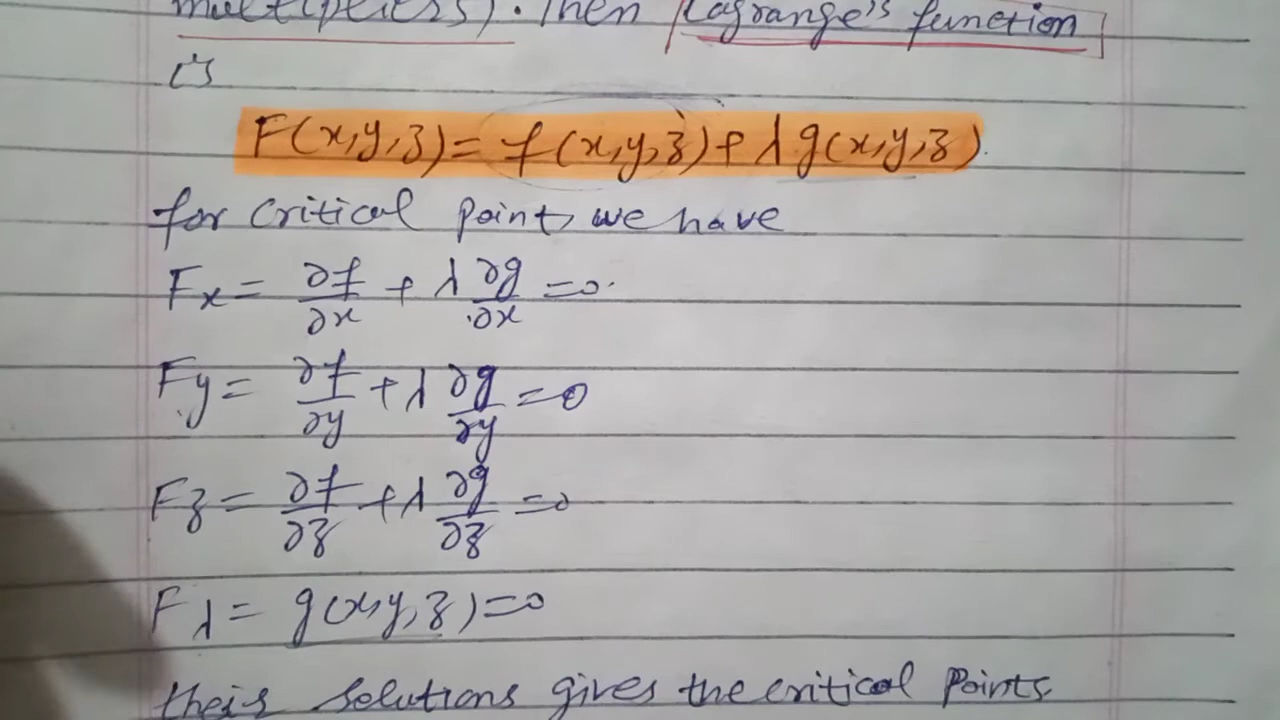 multipliers). Then Lagrange's function
is
F(x,y,z) = f(x,y,z) + λ g(x,y,z).
for critical point, we have
Fx = ∂f/∂x + λ ∂g/∂x = 0.
Fy = ∂f/∂y + λ ∂g/∂y = 0
Fz = ∂f/∂z + λ ∂g/∂z = 0
Fλ = g(x,y,z) = 0
theis solutions gives the critical points